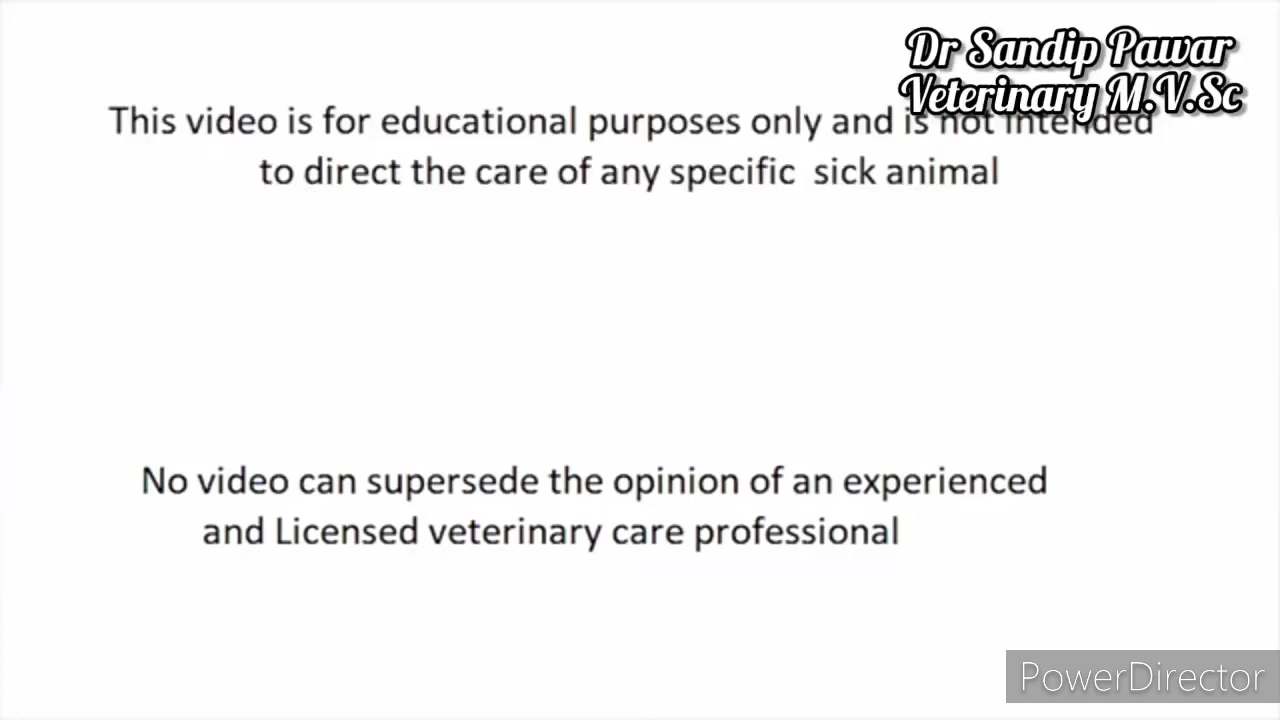 Dr Sandip Pawar
Veterinary M.V.Sc
This video is for educational purposes only and is not intended
to direct the care of any specific sick animal
No video can supersede the opinion of an experienced
and Licensed veterinary care professional
PowerDirector